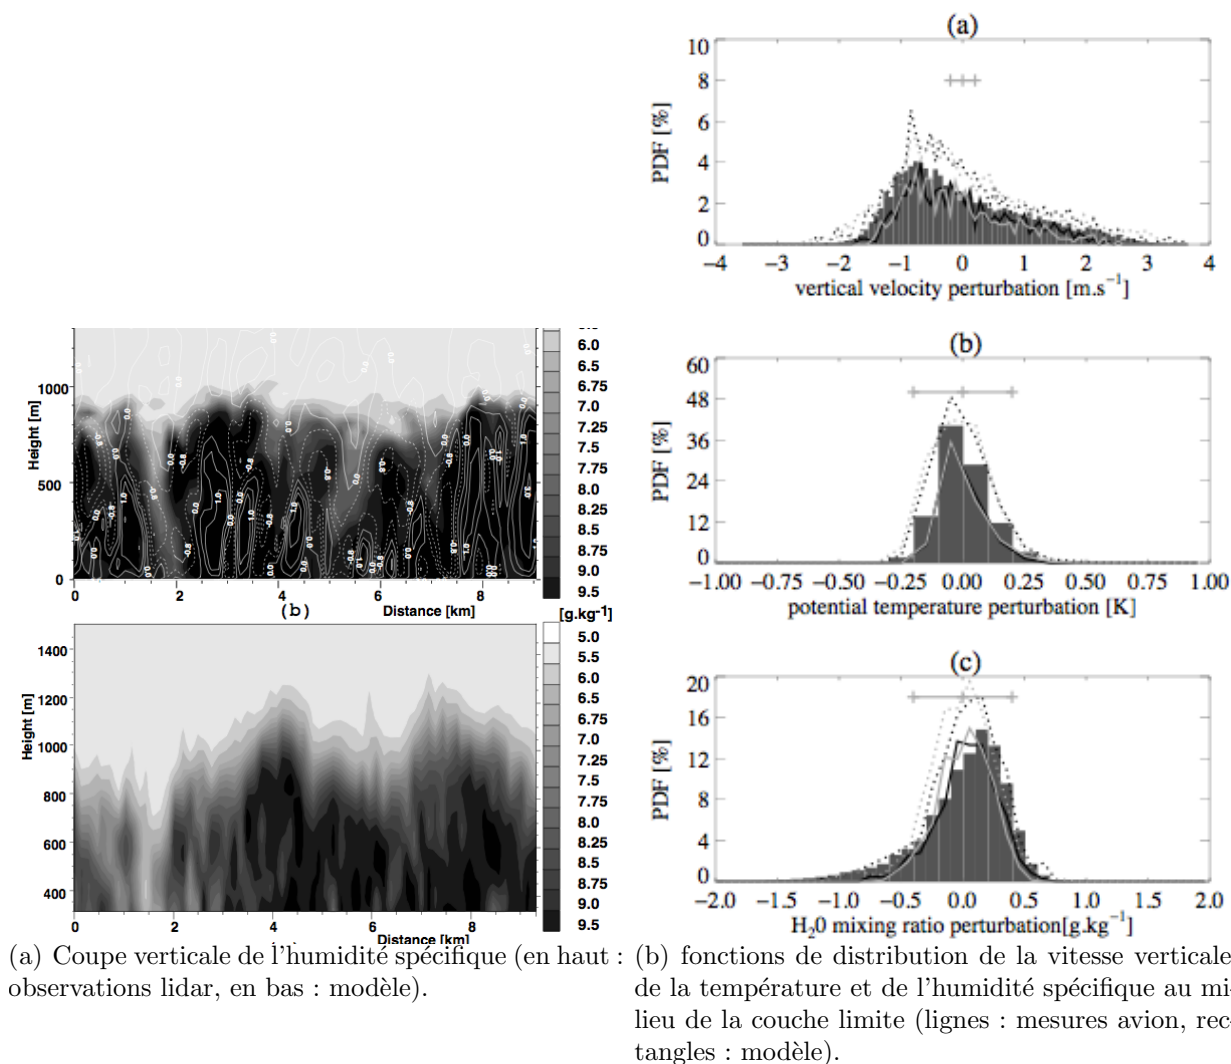 (a)
10
8
6
4
2
0
PDF [%]
−4 −3 −2 −1 0 1 2 3 4
vertical velocity perturbation [m.s−1]
(b)
60
48
36
24
12
0
PDF [%]
−1.00 −0.75 −0.50 −0.25 0.00 0.25 0.50 0.75 1.00
potential temperature perturbation [K]
(c)
20
16
12
8
4
0
PDF [%]
−2.0 −1.5 −1.0 −0.5 0.0 0.5 1.0 1.5 2.0
H20 mixing ratio perturbation[g.kg−1]
1000
500
0
Height [m]
0 2 4 6 8
(b) Distance [km]
6.0
6.5
6.75
7.0
7.25
7.5
7.75
8.0
8.25
8.5
8.75
9.0
9.5
[g.kg-1]
1400
1200
1000
800
600
400
Height [m]
0 2 4 6 8
Distance [km]
5.0
5.5
6.0
6.5
6.75
7.0
7.25
7.5
7.75
8.0
8.25
8.5
8.75
9.0
9.5
(a) Coupe verticale de l'humidité spécifique (en haut :
observations lidar, en bas : modèle).
(b) fonctions de distribution de la vitesse verticale,
de la température et de l'humidité spécifique au mi-
lieu de la couche limite (lignes : mesures avion, rec-
tangles : modèle).